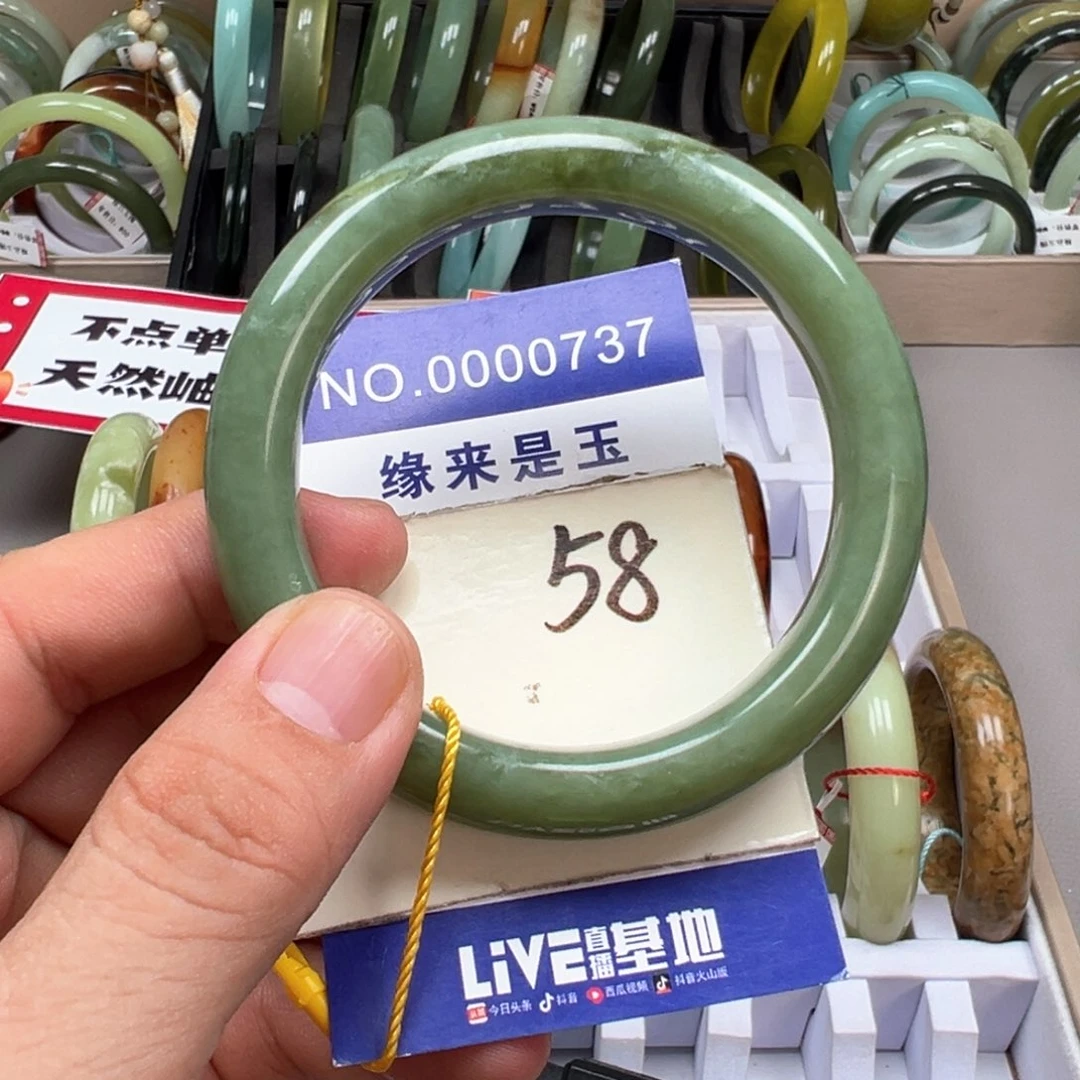 不点单
天然岫
NO.0000737
缘来是玉
58
LIVE直播基地
今日头条 抖音 西瓜视频 抖音火山版